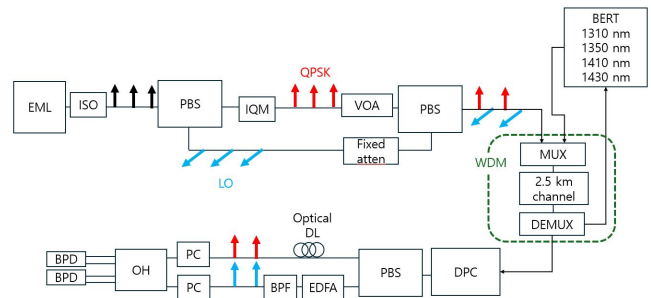 BERT
1310 nm
1350 nm
1410 nm
1430 nm
QPSK
EML
ISO
PBS
IQM
VOA
PBS
Fixed
atten
LO
WDM
MUX
2.5 km
channel
DEMUX
Optical
DL
BPD
BPD
OH
PC
PC
BPF
EDFA
PBS
DPC